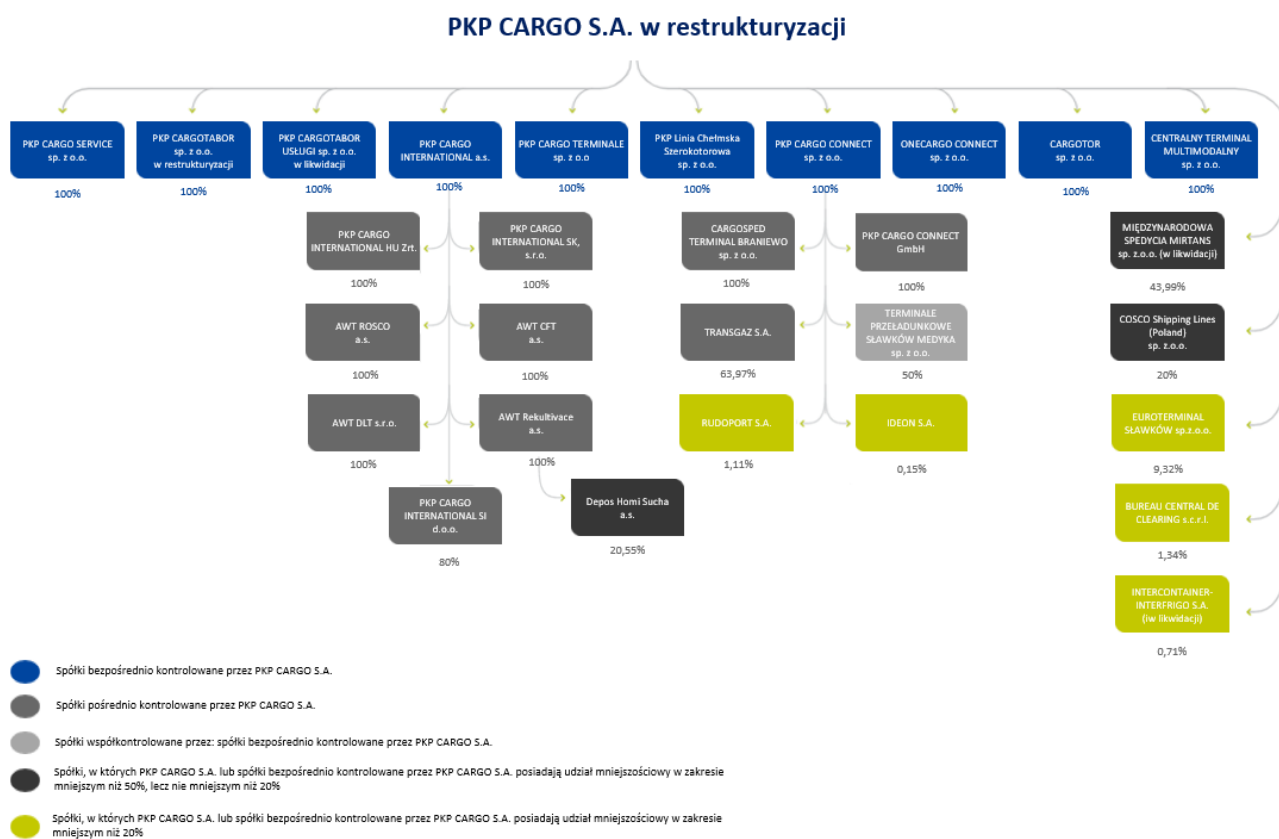 PKP CARGO S.A. w restrukturyzacji
PKP CARGO SERVICE
sp. z o.o.
100%
PKP CARGOTABOR
sp. z o.o.
w restrukturyzacji
100%
PKP CARGOTABOR
USŁUGI sp. z o.o.
w likwidacji
100%
PKP CARGO
INTERNATIONAL a.s.
100%
PKP CARGO TERMINALE
sp. z o.o
100%
PKP Linia Chełmska
Szerokotorowa
sp. z o.o.
100%
PKP CARGO CONNECT
sp. z o.o.
100%
ONECARGO CONNECT
sp. z o.o.
100%
CARGOTOR
sp. z o.o.
100%
CENTRALNY TERMINAL
MULTIMODALNY
sp. z o.o.
100%
PKP CARGO
INTERNATIONAL HU Zrt.
100%
PKP CARGO
INTERNATIONAL SK,
s.r.o.
100%
CARGOSPED
TERMINAL BRANIEWO
sp. z o.o.
100%
PKP CARGO CONNECT
GmbH
100%
MIĘDZYNARODOWA
SPEDYCIA MIRTANS
sp. z.o.o. (w likwidacji)
43,99%
AWT ROSCO
a.s.
100%
AWT CFT
a.s.
100%
TRANSGAZ S.A.
63,97%
TERMINALE
PRZEŁADUNKOWE
SŁAWKÓW MEDYKA
sp. z o.o.
50%
COSCO Shipping Lines
(Poland)
sp. z.o.o.
20%
AWT DLT s.r.o.
100%
AWT Rekultivace
a.s.
100%
RUDOPORT S.A.
1,11%
IDEON S.A.
0,15%
EUROTERMINAL
SŁAWKÓW sp.z.o.o.
9,32%
PKP CARGO
INTERNATIONAL SI
d.o.o.
80%
Depos Homi Sucha
a.s.
20,55%
BUREAU CENTRAL DE
CLEARING s.c.r.l.
1,34%
INTERCONTAINER-
INTERFRIGO S.A.
(iw likwidacji)
0,71%
Spółki bezpośrednio kontrolowane przez PKP CARGO S.A.
Spółki pośrednio kontrolowane przez PKP CARGO S.A.
Spółki współkontrolowane przez: spółki bezpośrednio kontrolowane przez PKP CARGO S.A.
Spółki, w których PKP CARGO S.A. lub spółki bezpośrednio kontrolowane przez PKP CARGO S.A. posiadają udział mniejszościowy w zakresie
mniejszym niż 50%, lecz nie mniejszym niż 20%
Spółki, w których PKP CARGO S.A. lub spółki bezpośrednio kontrolowane przez PKP CARGO S.A. posiadają udział mniejszościowy w zakresie
mniejszym niż 20%